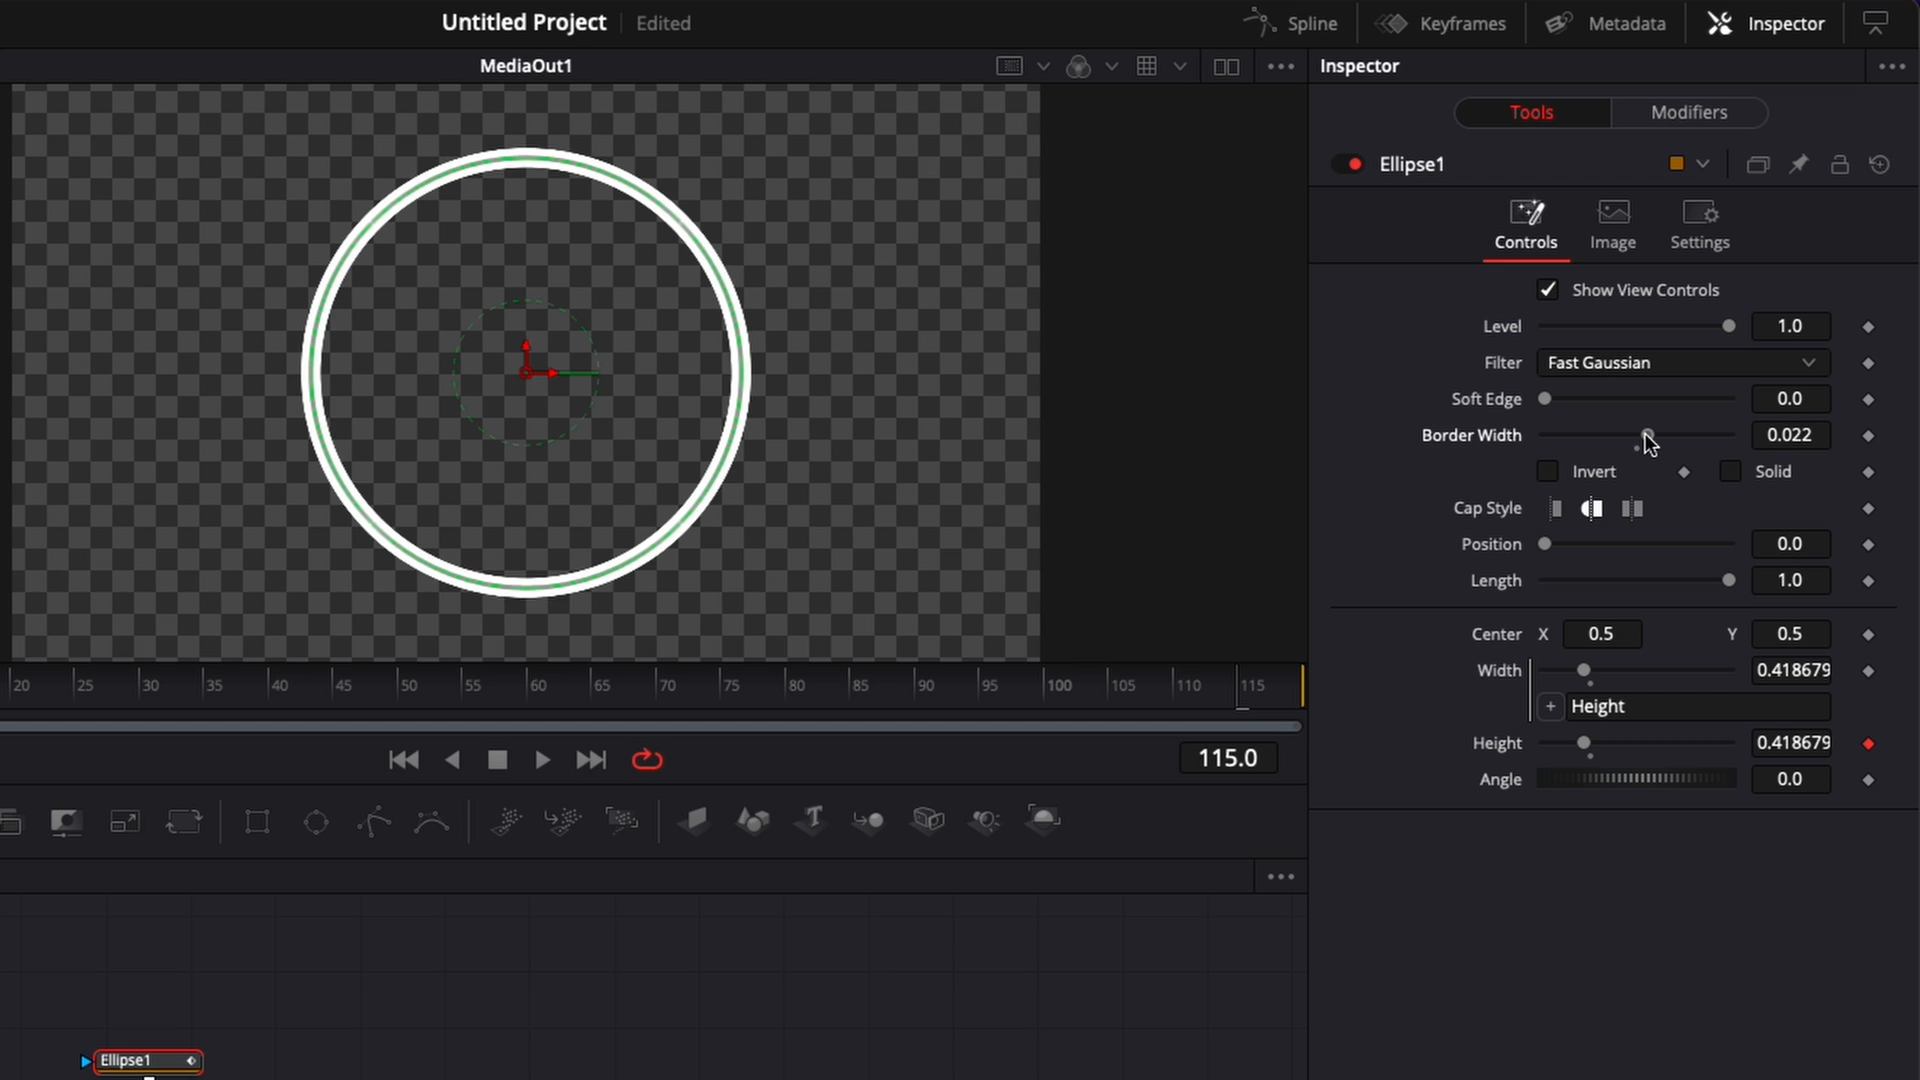 Untitled Project Edited
Spline Keyframes Metadata Inspector
MediaOut1
Inspector
Tools Modifiers
Ellipse1
Controls Image Settings
Show View Controls
Level 1.0
Filter Fast Gaussian
Soft Edge 0.0
Border Width 0.022
Invert Solid
Cap Style
Position 0.0
Length 1.0
Center X 0.5 Y 0.5
Width 0.418679
Height
Height 0.418679
Angle 0.0
20 25 30 35 40 45 50 55 60 65 70 75 80 85 90 95 100 105 110 115
115.0
Ellipse1